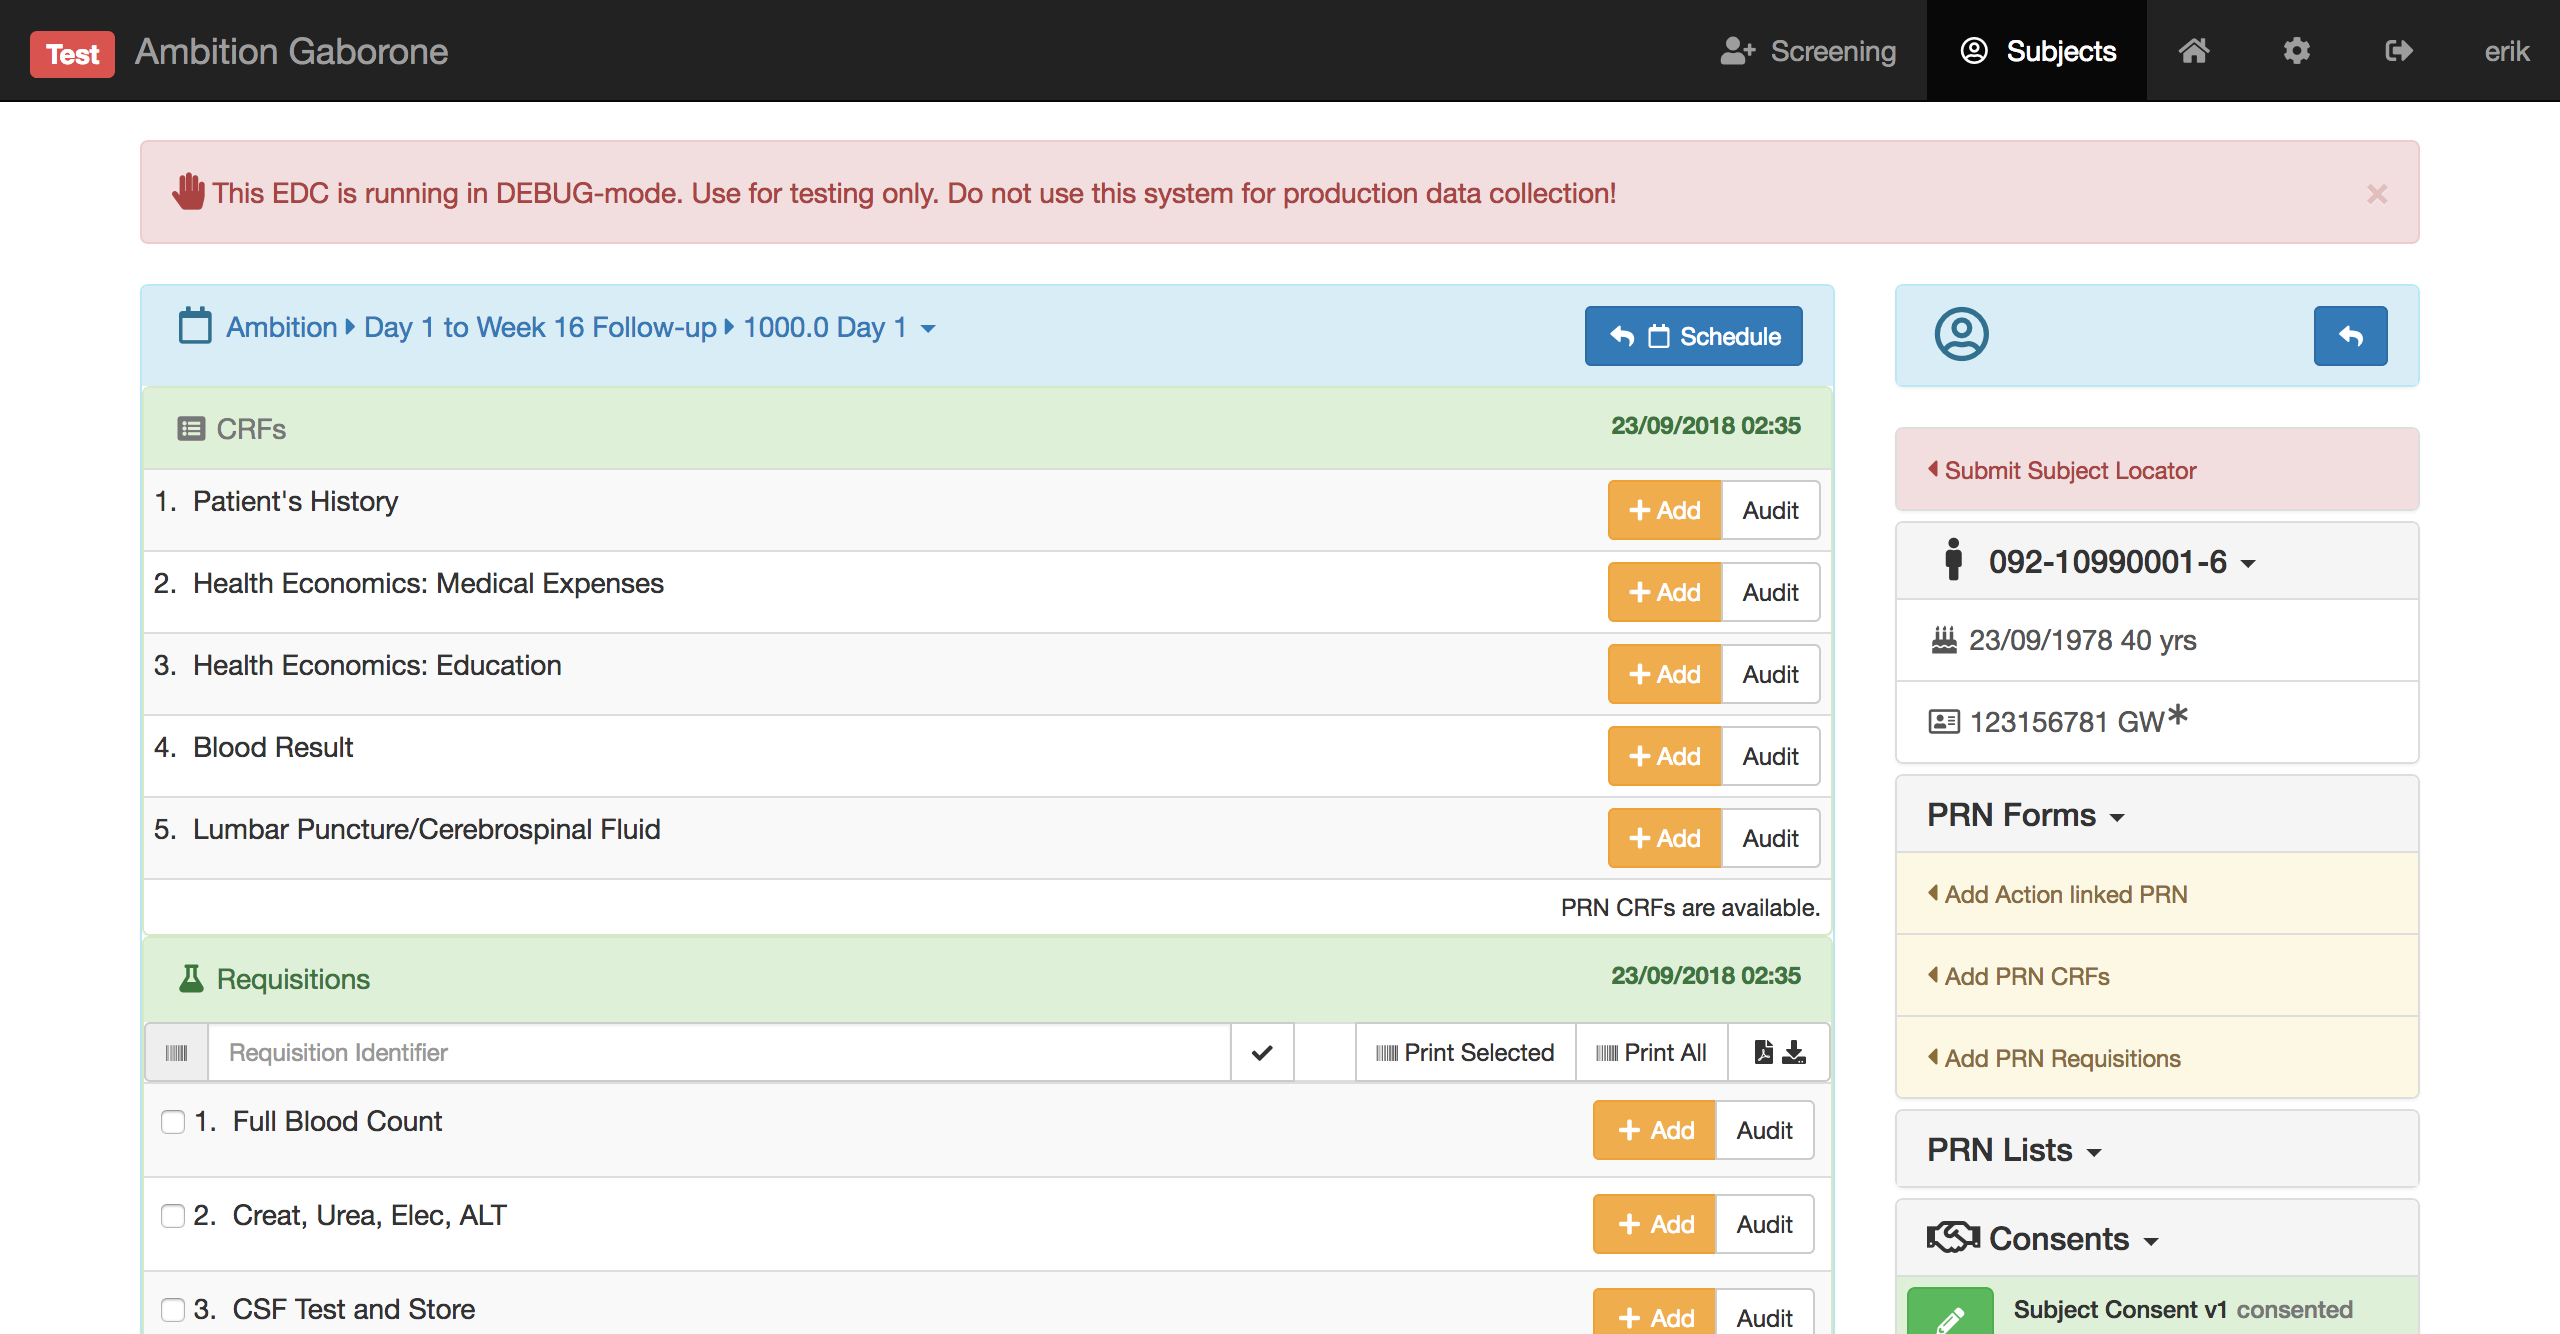 Test Ambition Gaborone Screening Subjects erik
This EDC is running in DEBUG-mode. Use for testing only. Do not use this system for production data collection! ×
Ambition Day 1 to Week 16 Follow-up 1000.0 Day 1 Schedule
CRFs 23/09/2018 02:35
1. Patient's History Add Audit
2. Health Economics: Medical Expenses Add Audit
3. Health Economics: Education Add Audit
4. Blood Result Add Audit
5. Lumbar Puncture/Cerebrospinal Fluid Add Audit
PRN CRFs are available.
Requisitions 23/09/2018 02:35
Requisition Identifier Print Selected Print All
1. Full Blood Count Add Audit
2. Creat, Urea, Elec, ALT Add Audit
3. CSF Test and Store Add Audit
Submit Subject Locator
092-10990001-6
23/09/1978 40 yrs
123156781 GW*
PRN Forms
Add Action linked PRN
Add PRN CRFs
Add PRN Requisitions
PRN Lists
Consents
Subject Consent v1 consented